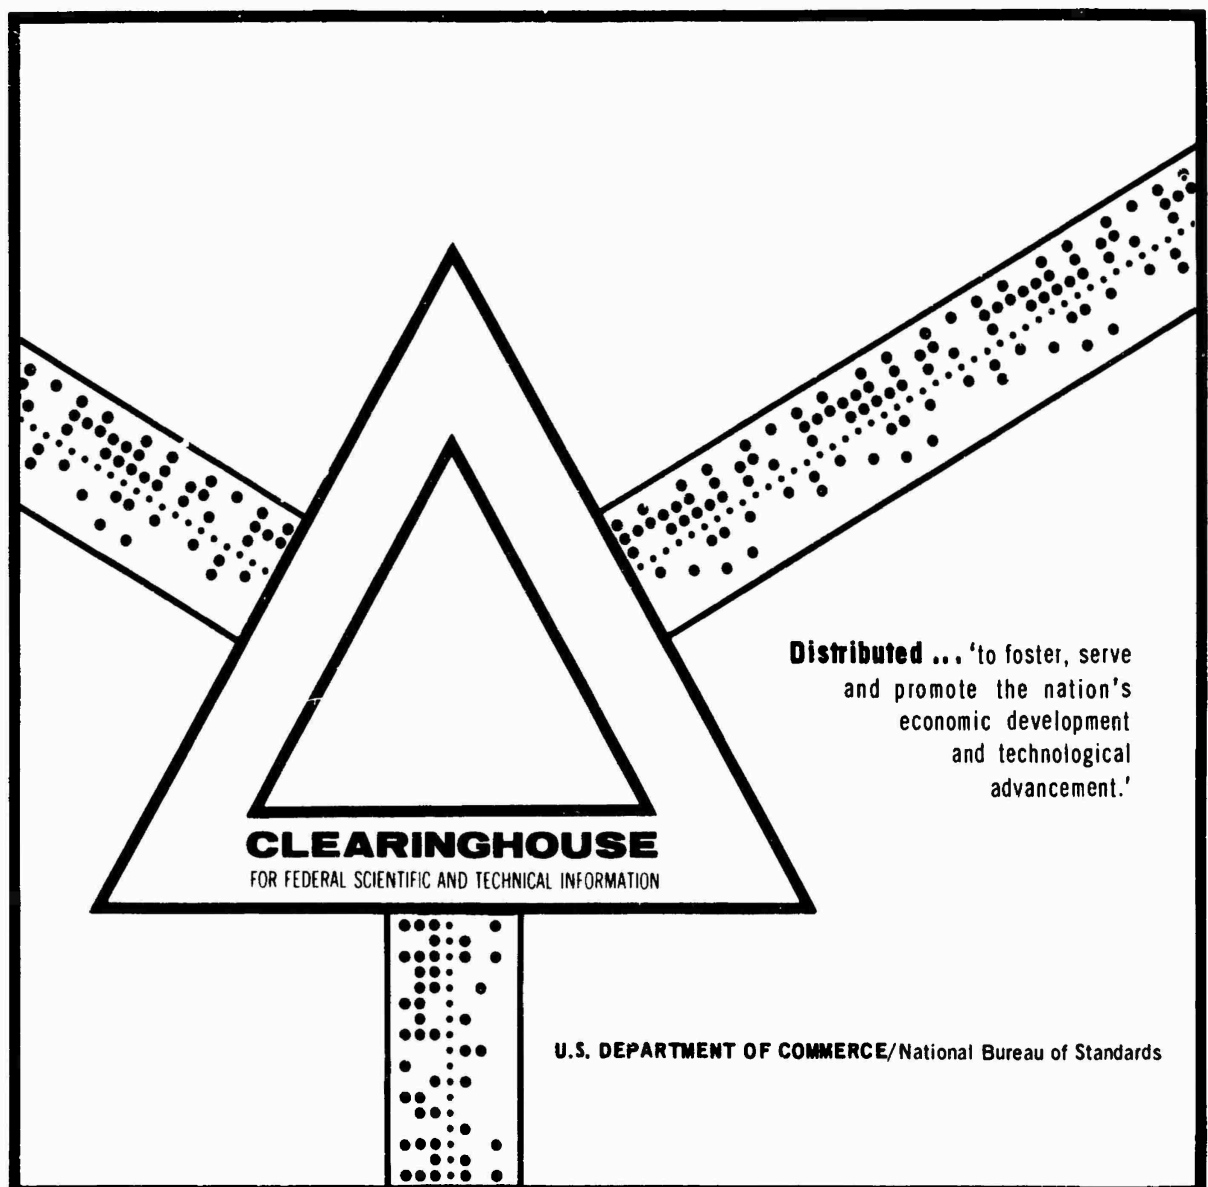 Distributed ... 'to foster, serve
and promote the nation's
economic development
and technological
advancement.'
CLEARINGHOUSE
FOR FEDERAL SCIENTIFIC AND TECHNICAL INFORMATION
U.S. DEPARTMENT OF COMMERCE/National Bureau of Standards